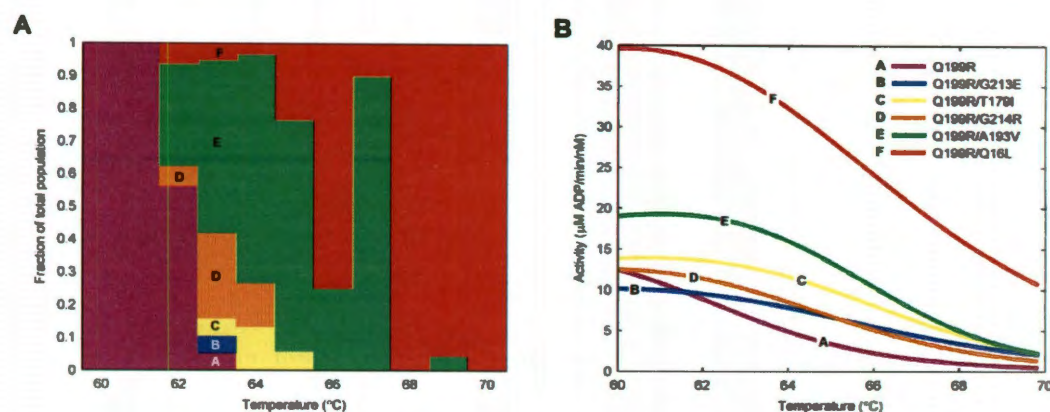 A
Fraction of total population
1
0.9
0.8
0.7
0.6
0.5
0.4
0.3
0.2
0.1
0
F
E
D
D
C
B
A
60 62 64 66 68 70
Temperature (°C)
B
Activity (μM ADP/min/nM)
40
35
30
25
20
15
10
5
0
A Q199R
B Q199R/G213E
C Q199R/T179I
D Q199R/G214R
E Q199R/A193V
F Q199R/Q16L
F
E
C
D
B
A
60 62 64 66 68 70
Temperature (°C)